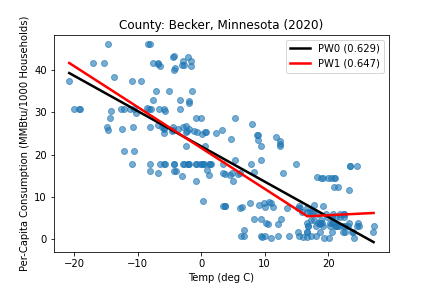 County: Becker, Minnesota (2020)
PW0 (0.629)
PW1 (0.647)
Per-Capita Consumption (MMBtu/1000 Households)
40
30
20
10
0
−20
−10
0
10
20
Temp (deg C)